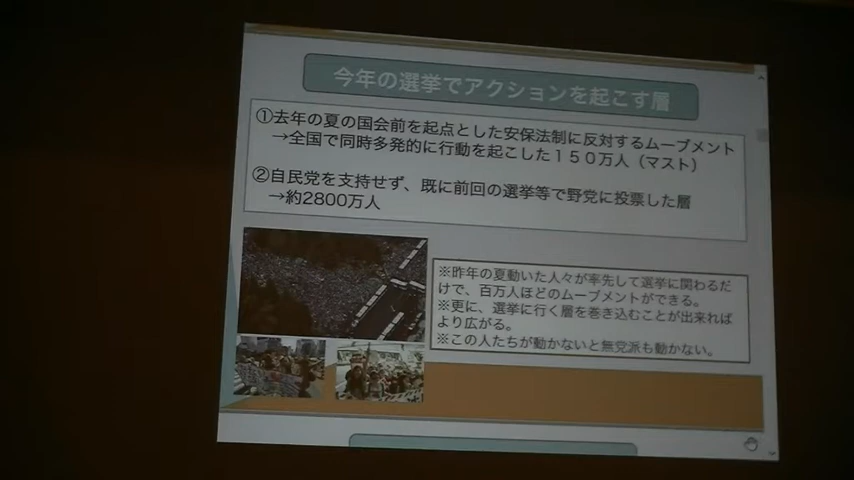 今年の選挙でアクションを起こす層
①去年の夏の国会前を起点とした安保法制に反対するムーブメント
→全国で同時多発的に行動を起こした１５０万人（マスト）
②自民党を支持せず、既に前回の選挙等で野党に投票した層
→約2800万人
※昨年の夏動いた人々が率先して選挙に関わるだ
けで、百万人ほどのムーブメントができる。
※更に、選挙に行く層を巻き込むことが出来れば
より広がる。
※この人たちが動かないと無党派も動かない。